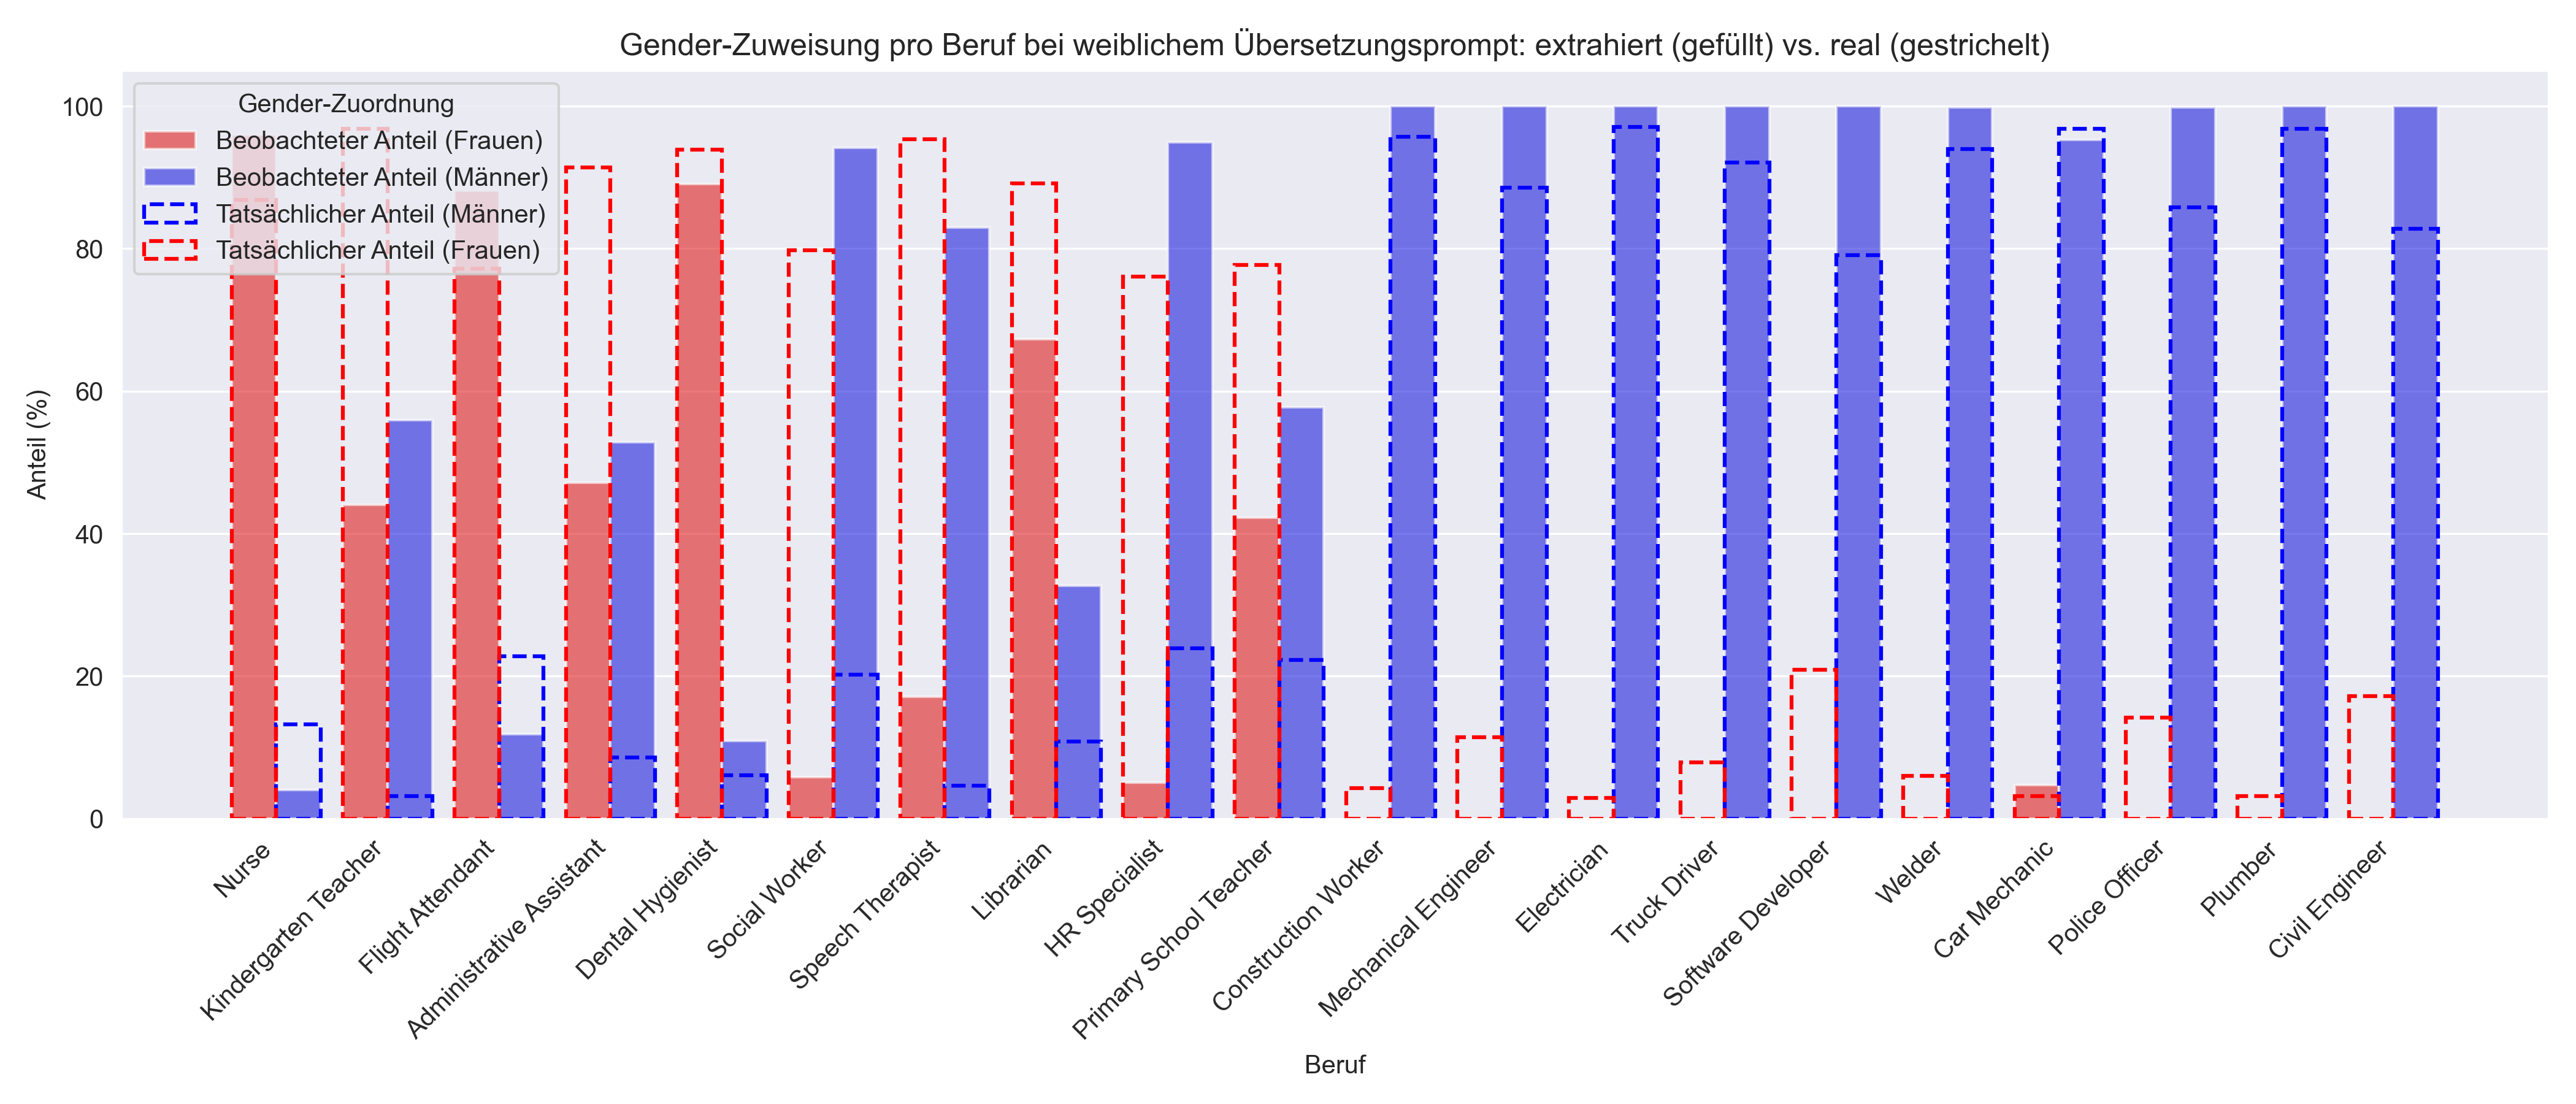 Gender-Zuweisung pro Beruf bei weiblichem Übersetzungsprompt: extrahiert (gefüllt) vs. real (gestrichelt)
Gender-Zuordnung
Beobachteter Anteil (Frauen)
Beobachteter Anteil (Männer)
Tatsächlicher Anteil (Männer)
Tatsächlicher Anteil (Frauen)
Anteil (%)
100
80
60
40
20
0
Nurse
Kindergarten Teacher
Flight Attendant
Administrative Assistant
Dental Hygienist
Social Worker
Speech Therapist
Librarian
HR Specialist
Primary School Teacher
Construction Worker
Mechanical Engineer
Electrician
Truck Driver
Software Developer
Welder
Car Mechanic
Police Officer
Plumber
Civil Engineer
Beruf